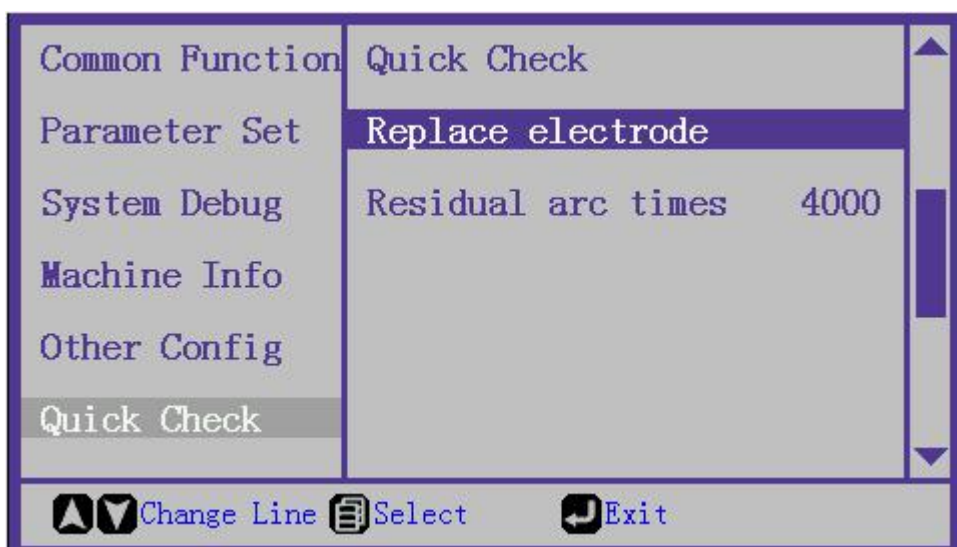 Common Function
Parameter Set
System Debug
Machine Info
Other Config
Quick Check
Quick Check
Replace electrode
Residual arc times 4000
Change Line Select Exit